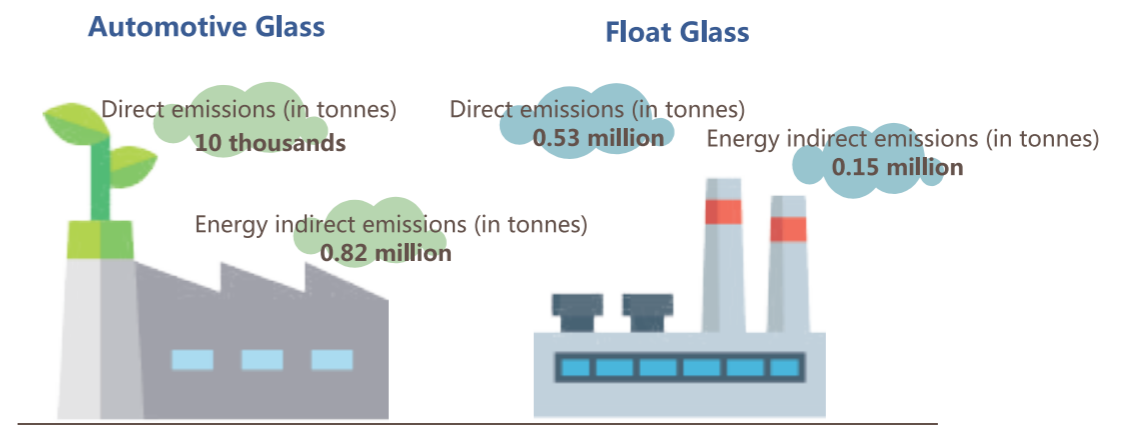 Automotive Glass
Direct emissions (in tonnes)
10 thousands
Energy indirect emissions (in tonnes)
0.82 million
Float Glass
Direct emissions (in tonnes)
0.53 million
Energy indirect emissions (in tonnes)
0.15 million